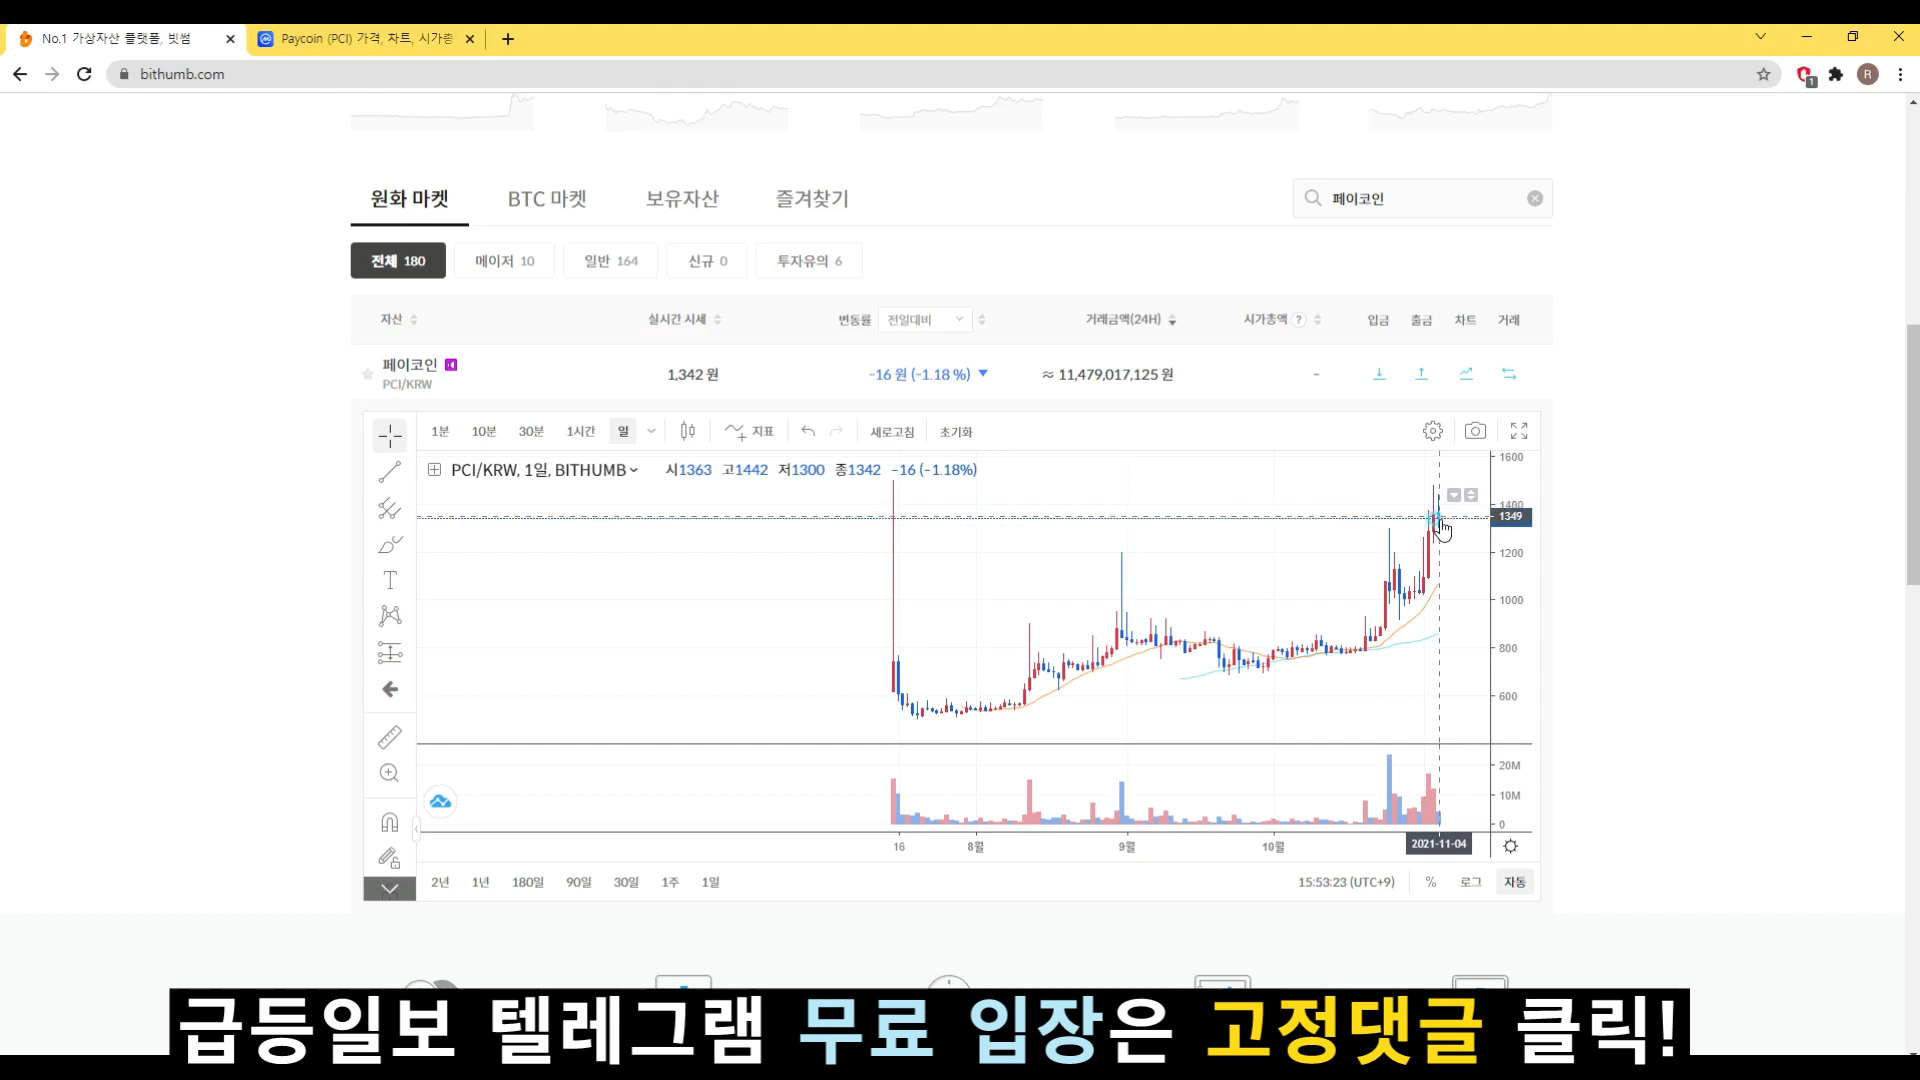 No.1 가상자산 플랫폼, 빗썸
Paycoin (PCI) 가격, 차트, 시가총
bithumb.com
1
R
원화 마켓 BTC 마켓 보유자산 즐겨찾기
페이코인
전체 180 메이저 10 일반 164 신규 0 투자유의 6
자산 실시간 시세 변동률 전일대비 거래금액(24H) 시가총액 ? 입금 출금 차트 거래
페이코인
PCI/KRW
1,342 원 -16 원 (-1.18 %) ≈ 11,479,017,125 원 -
1분 10분 30분 1시간 일 지표 새로고침 초기화
PCI/KRW, 1일, BITHUMB 시1363 고1442 저1300 종1342 -16 (-1.18%)
1600
1400
1349
1200
1000
800
600
20M
10M
0
16 8월 9월 10월 2021-11-04
2년 1년 180일 90일 30일 1주 1일 15:53:23 (UTC+9) % 로그 자동
급등일보 텔레그램 무료 입장은 고정댓글 클릭!